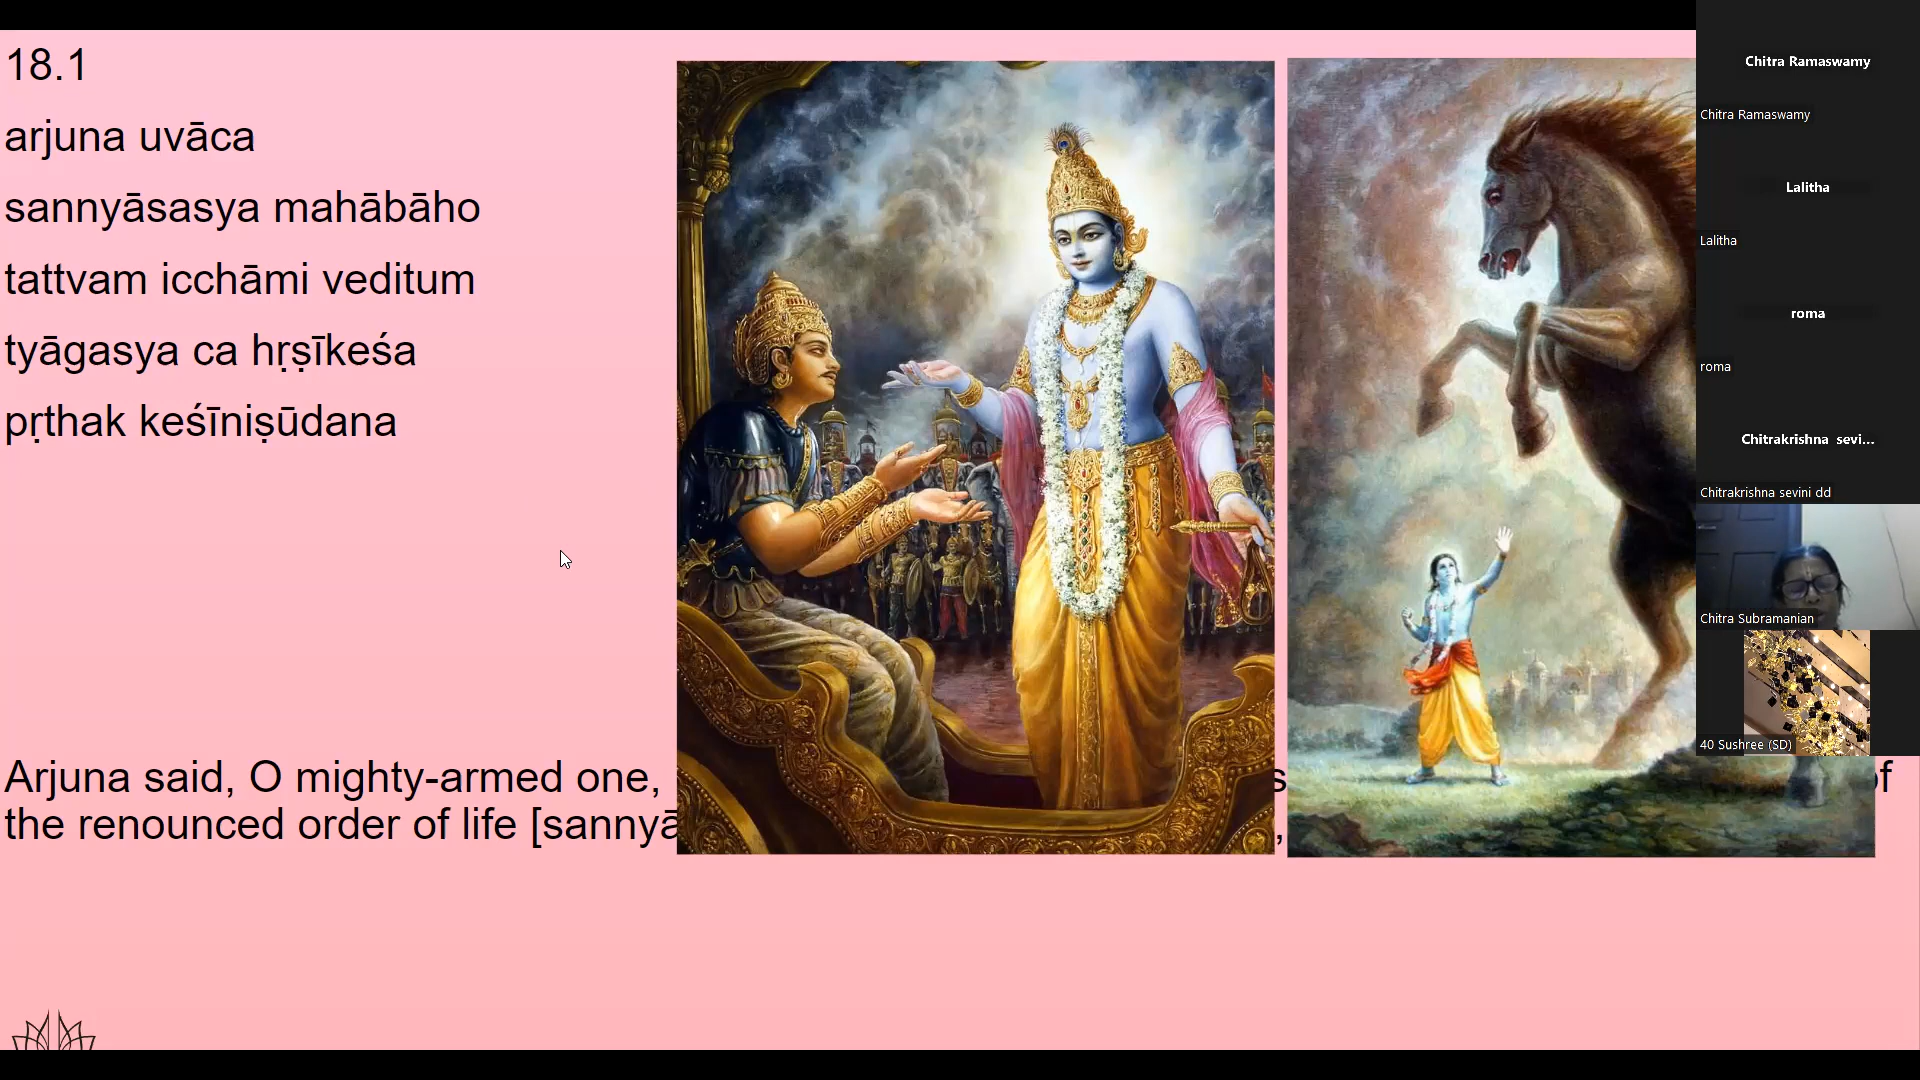 18.1
arjuna uvāca
sannyāsasya mahābāho
tattvam icchāmi veditum
tyāgasya ca hṛṣīkeśa
pṛthak keśīniṣūdana
Arjuna said, O mighty-armed one,
the renounced order of life
Chitra Ramaswamy
Chitra Ramaswamy
Lalitha
Lalitha
roma
roma
Chitrakrishna sevi...
Chitrakrishna sevini dd
Chitra Subramanian
40 Sushree (SD)